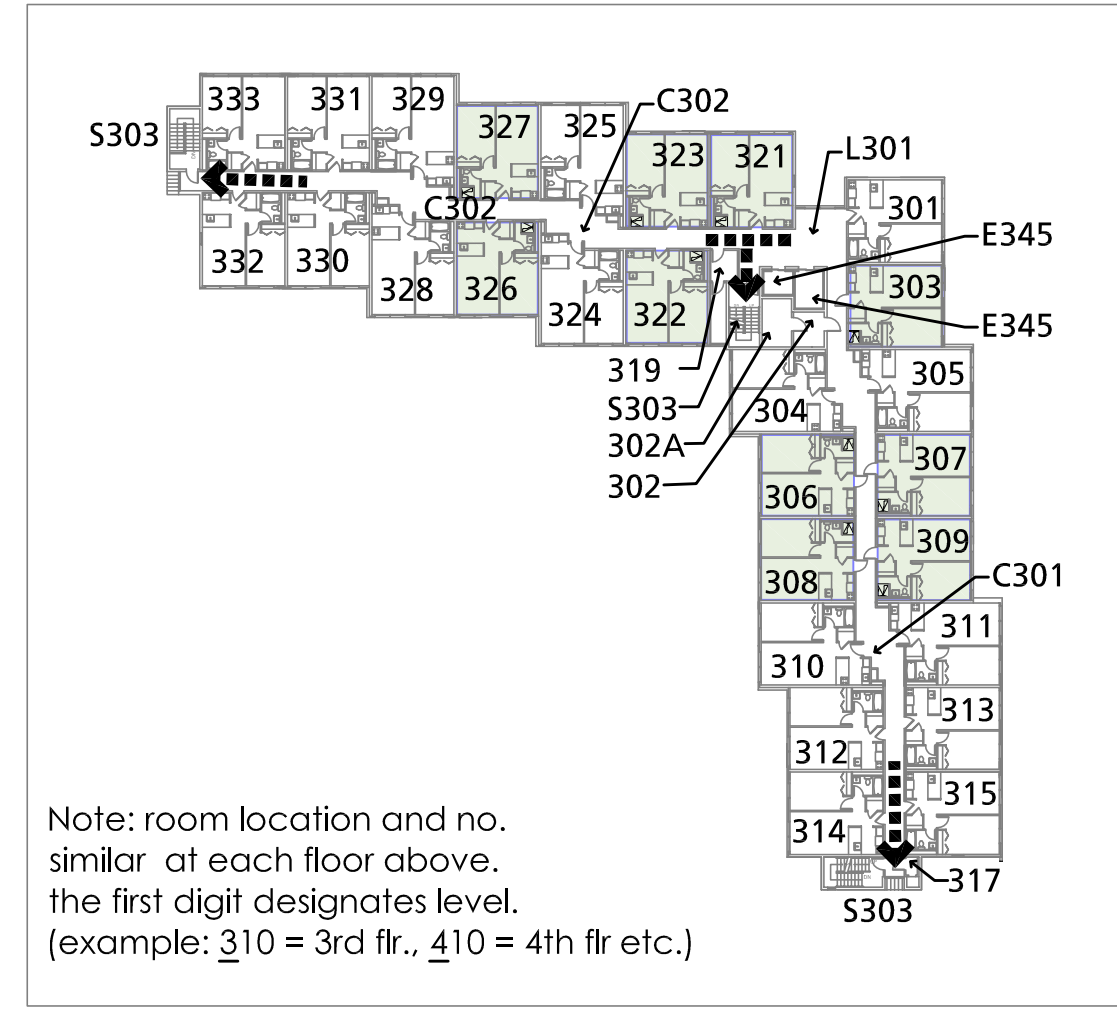 333
331
329
S303
327
325
C302
323
321
L301
301
C302
E345
332
330
328
326
324
322
303
E345
319
305
S303
304
302A
302
307
306
309
308
C301
311
310
313
312
315
314
317
S303
Note: room location and no.
similar at each floor above.
the first digit designates level.
(example: 310 = 3rd flr., 410 = 4th flr etc.)